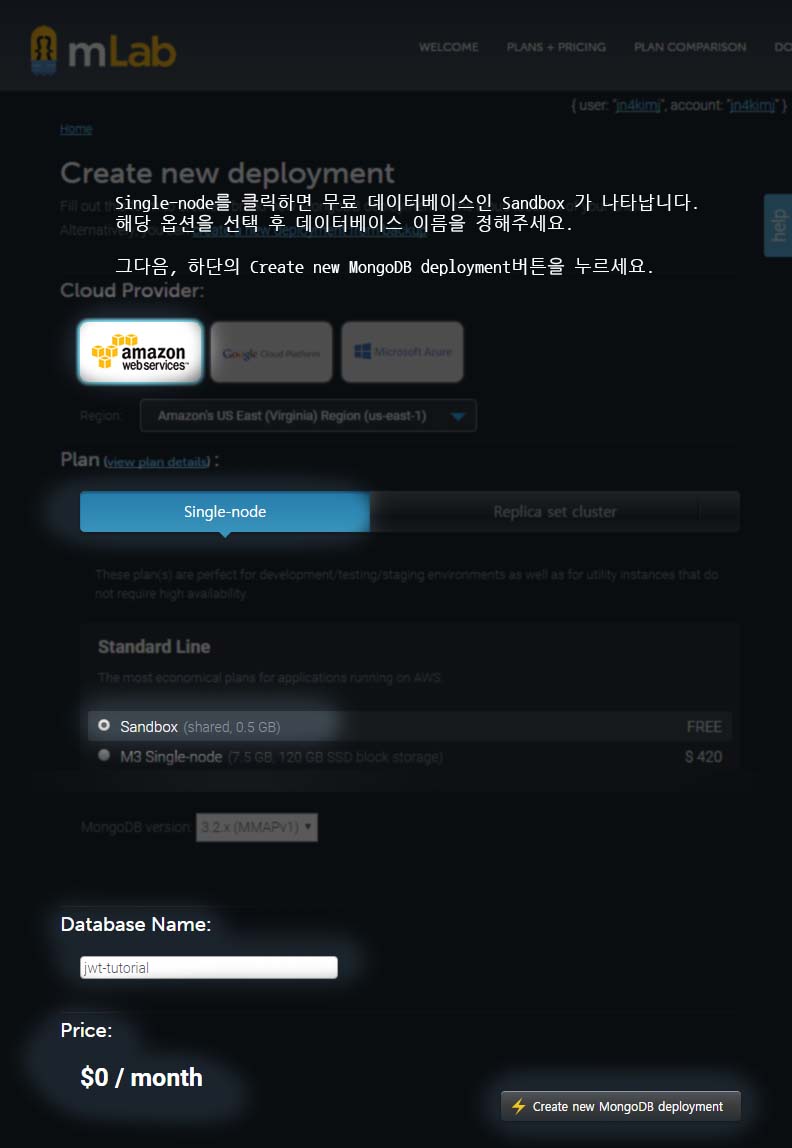 mLab
WELCOME PLANS + PRICING PLAN COMPARISON DO
{ user: "jn4kimj", account: "jn4kimj" }
Home
Create new deployment
Single-node를 클릭하면 무료 데이터베이스인 Sandbox 가 나타납니다.
해당 옵션을 선택 후 데이터베이스 이름을 정해주세요.
그다음, 하단의 Create new MongoDB deployment버튼을 누르세요.
help
Cloud Provider:
amazon web services™ Google Cloud Platform Microsoft Azure
Region: Amazon's US East (Virginia) Region (us-east-1)
Plan (view plan details) :
Single-node Replica set cluster
These plan(s) are perfect for development/testing/staging environments as well as for utility instances that do
not require high availability.
Standard Line
The most economical plans for applications running on AWS.
Sandbox (shared, 0.5 GB) FREE
M3 Single-node (7.5 GB, 120 GB SSD block storage) $ 420
MongoDB version: 3.2.x (MMAPv1)
Database Name:
jwt-tutorial
Price:
$0 / month
Create new MongoDB deployment